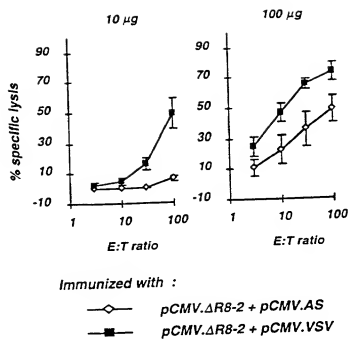 10 µg
100 µg
% specific lysis
90
70
50
30
10
-10
1
10
100
E:T ratio
90
70
50
30
10
-10
1
10
100
E:T ratio
Immunized with :
pCMV.ΔR8-2 + pCMV.AS
pCMV.ΔR8-2 + pCMV.VSV